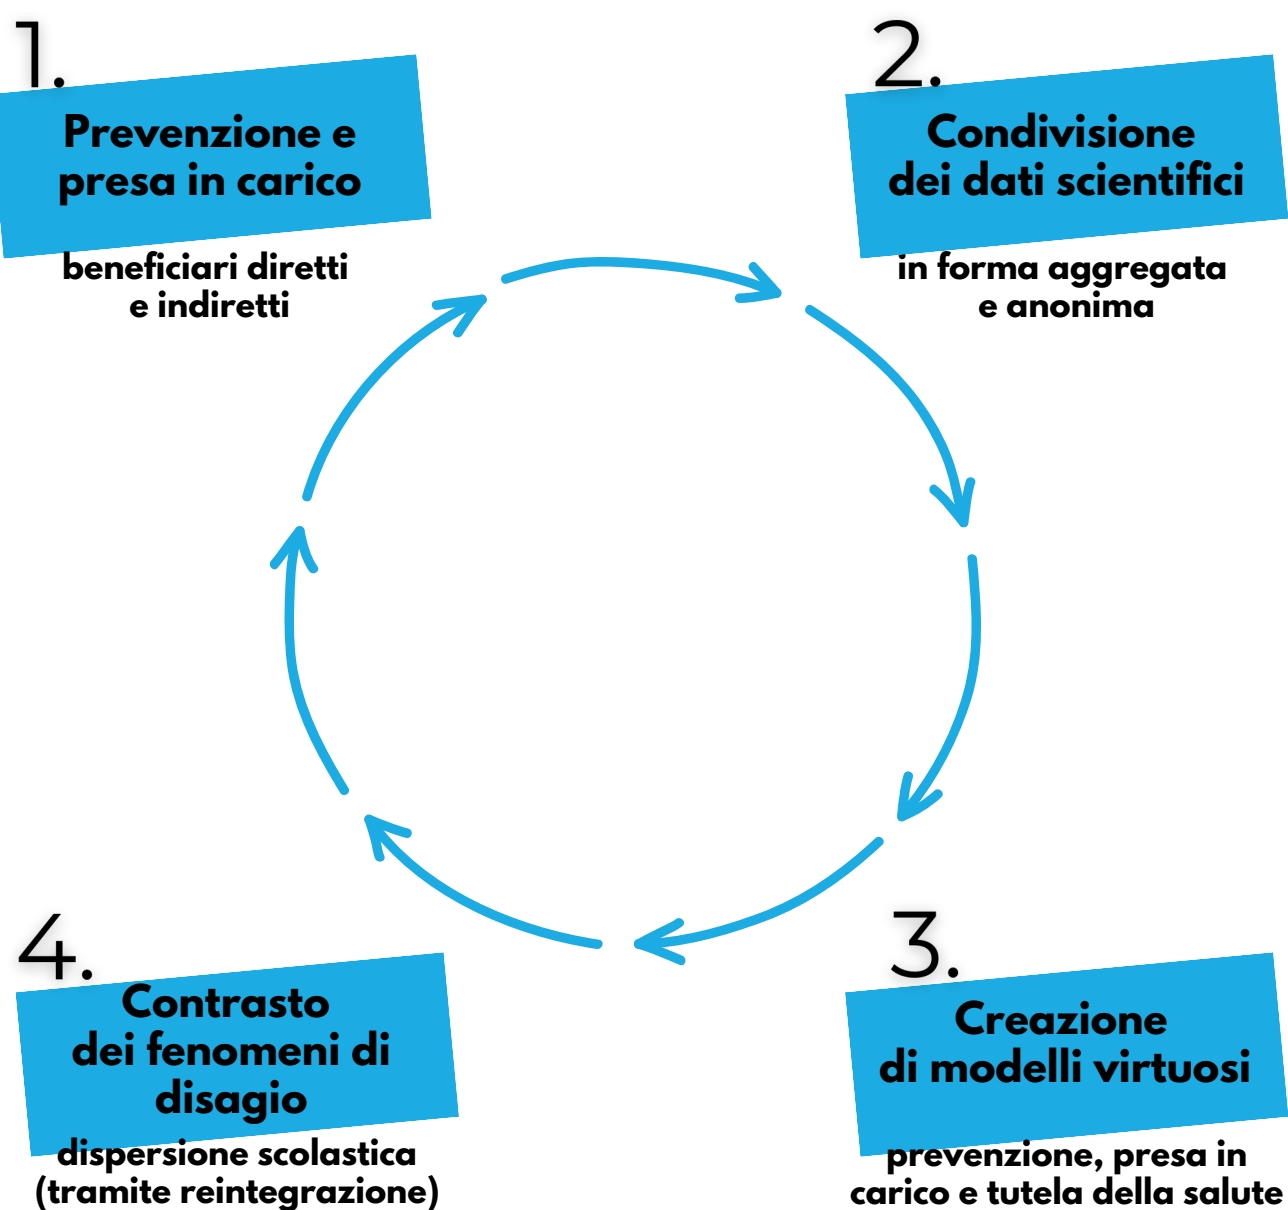 1.
Prevenzione e
presa in carico
beneficiari diretti
e indiretti
2.
Condivisione
dei dati scientifici
in forma aggregata
e anonima
3.
Creazione
di modelli virtuosi
prevenzione, presa in
carico e tutela della salute
4.
Contrasto
dei fenomeni di
disagio
dispersione scolastica
(tramite reintegrazione)